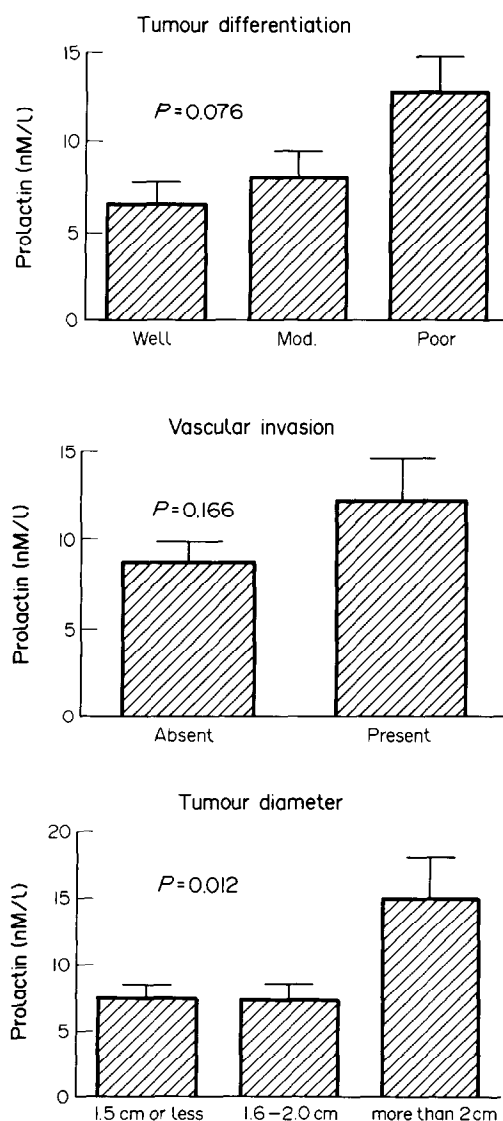 Tumour differentiation
15
10
5
0
Prolactin (nM/l)
P=0.076
Well Mod. Poor
Vascular invasion
15
10
5
0
Prolactin (nM/l)
P=0.166
Absent Present
Tumour diameter
20
15
10
5
0
Prolactin (nM/l)
P=0.012
1.5 cm or less 1.6–2.0 cm more than 2 cm